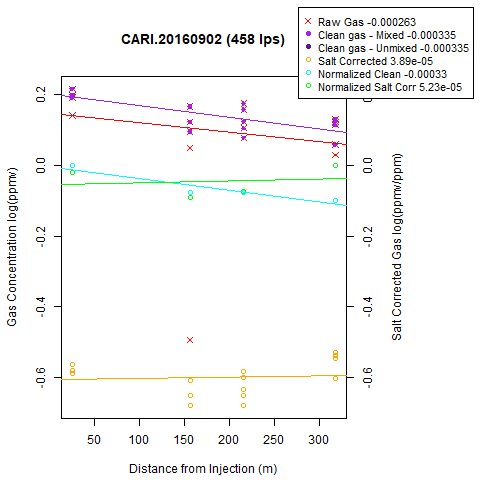 CARI.20160902 (458 lps)
Raw Gas -0.000263
Clean gas - Mixed -0.000335
Clean gas - Unmixed -0.000335
Salt Corrected 3.89e-05
Normalized Clean -0.00033
Normalized Salt Corr 5.23e-05
Gas Concentration log(ppmv)
0.2
0.0
-0.2
-0.4
-0.6
0.2
0.0
-0.2
-0.4
-0.6
Salt Corrected Gas log(ppmv/ppm)
50
100
150
200
250
300
Distance from Injection (m)